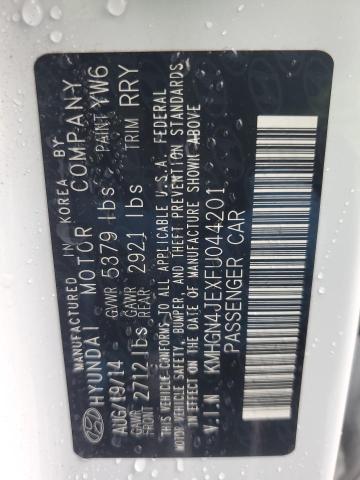 MANUFACTURED IN KOREA BY
HYUNDAI MOTOR COMPANY
AUG/19/14 GVWR 5379 lbs PAINT YW6
GAWR FRONT 2712 lbs GAWR REAR 2921 lbs TRIM RRY
THIS VEHICLE CONFORMS TO ALL APPLICABLE U.S.A. FEDERAL
MOTOR VEHICLE SAFETY, BUMPER, AND THEFT PREVENTION STANDARDS
IN EFFECT ON THE DATE OF MANUFACTURE SHOWN ABOVE.
V.I.N KMHGN4JEXFU044201
PASSENGER CAR